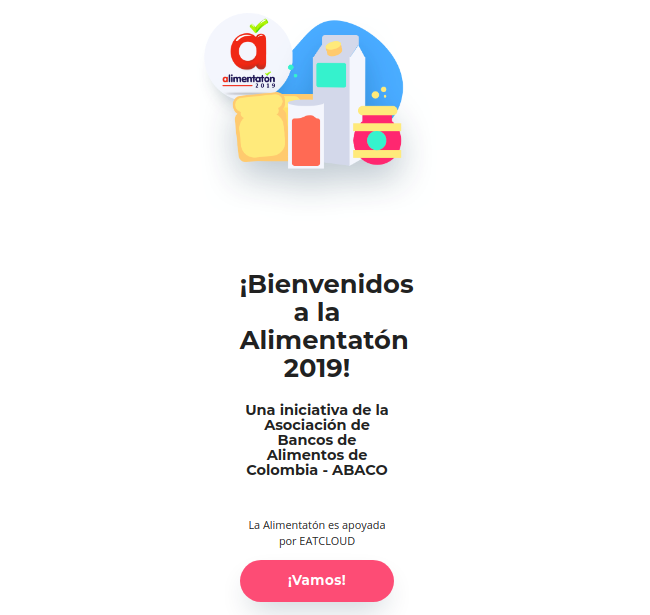 a
alimentatón
2019
¡Bienvenidos
a la
Alimentatón
2019!
Una iniciativa de la
Asociación de
Bancos de
Alimentos de
Colombia - ABACO
La Alimentatón es apoyada
por EATCLOUD
¡Vamos!